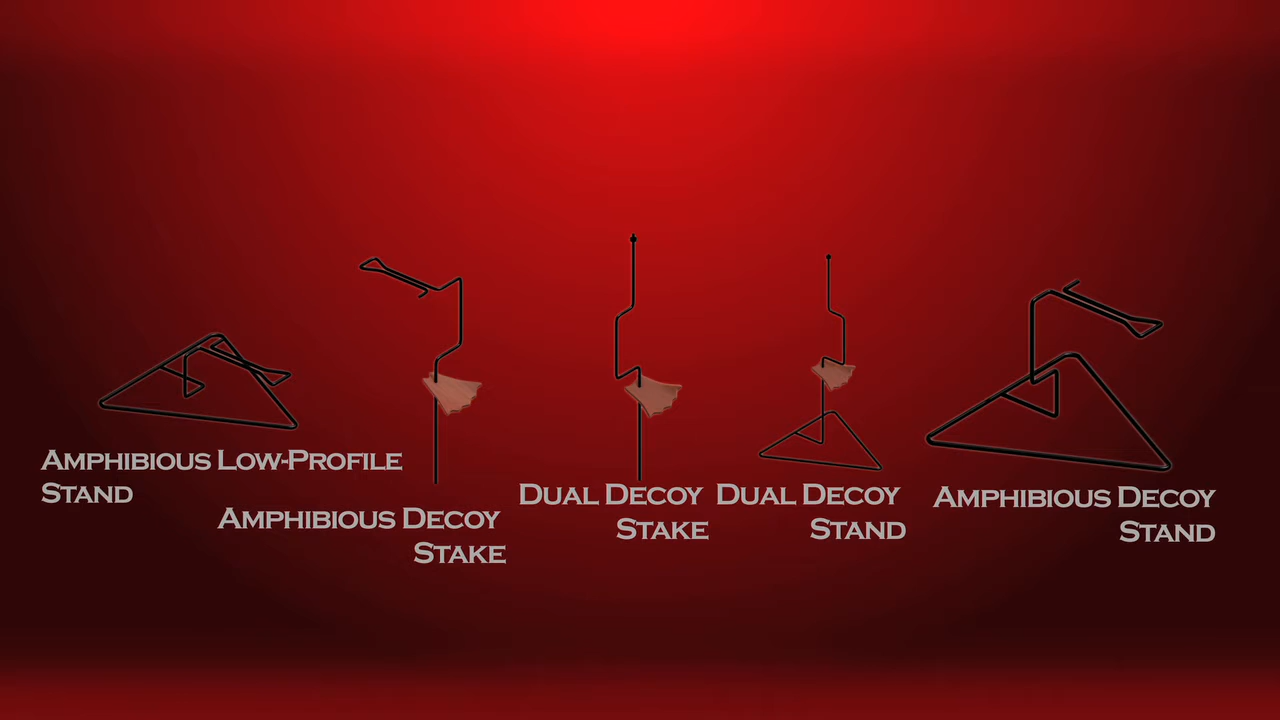 Amphibious Low-Profile
Stand
Amphibious Decoy
Stake
Dual Decoy
Stake
Dual Decoy
Stand
Amphibious Decoy
Stand